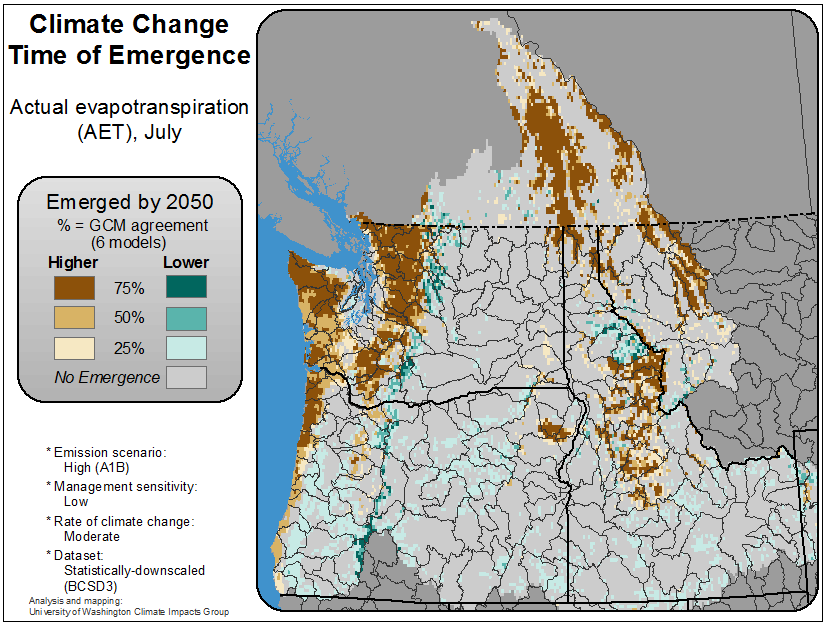 Climate Change
Time of Emergence
Actual evapotranspiration
(AET), July
Emerged by 2050
% = GCM agreement
(6 models)
Higher Lower
75%
50%
25%
No Emergence
* Emission scenario:
High (A1B)
* Management sensitivity:
Low
* Rate of climate change:
Moderate
* Dataset:
Statistically-downscaled
(BCSD3)
Analysis and mapping:
University of Washington Climate Impacts Group